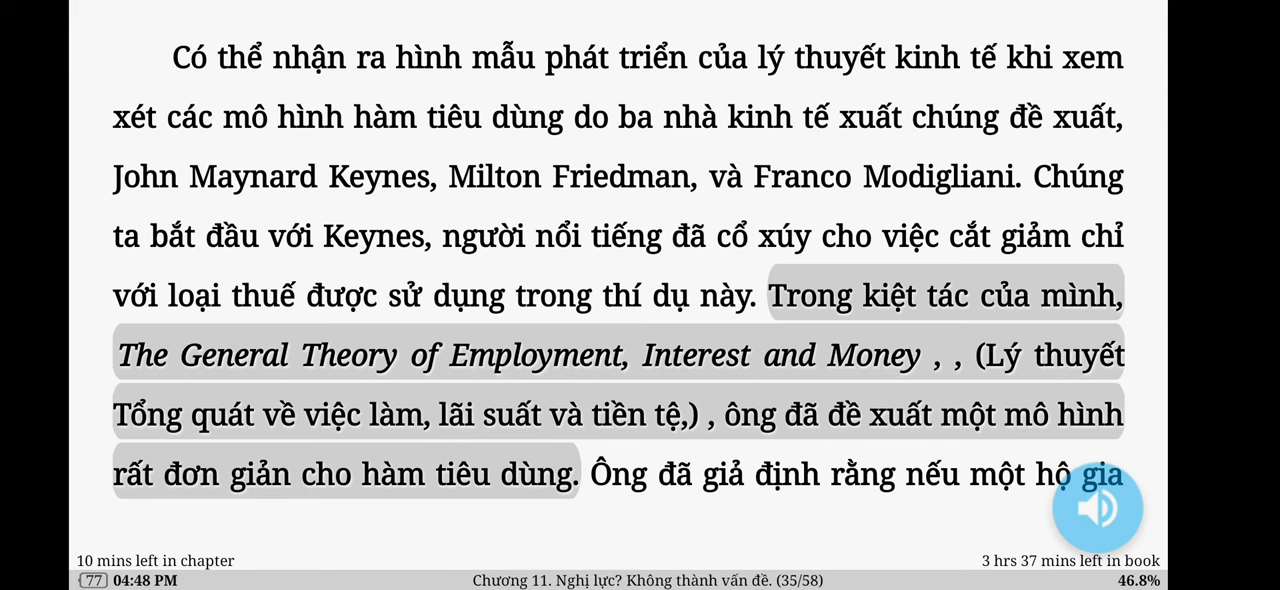 Có thể nhận ra hình mẫu phát triển của lý thuyết kinh tế khi xem
xét các mô hình hàm tiêu dùng do ba nhà kinh tế xuất chúng đề xuất,
John Maynard Keynes, Milton Friedman, và Franco Modigliani. Chúng
ta bắt đầu với Keynes, người nổi tiếng đã cổ xúy cho việc cắt giảm chỉ
với loại thuế được sử dụng trong thí dụ này. Trong kiệt tác của mình,
The General Theory of Employment, Interest and Money , , (Lý thuyết
Tổng quát về việc làm, lãi suất và tiền tệ,) , ông đã đề xuất một mô hình
rất đơn giản cho hàm tiêu dùng. Ông đã giả định rằng nếu một hộ gia
10 mins left in chapter 3 hrs 37 mins left in book
77 04:48 PM Chương 11. Nghị lực? Không thành vấn đề. (35/58) 46.8%